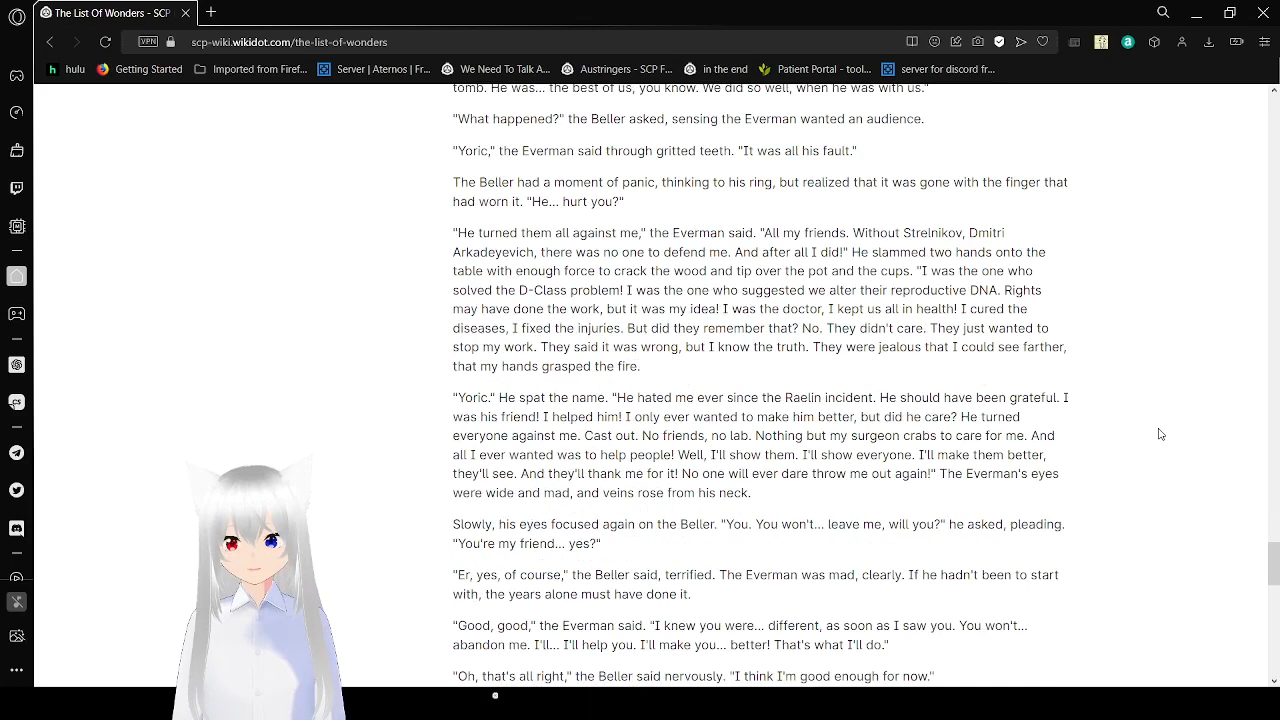 The List Of Wonders - SCP
VPN
scp-wiki.wikidot.com/the-list-of-wonders
h hulu
Getting Started
Imported from Firef...
Server | Aternos | Fr...
We Need To Talk A...
Austringers - SCP F...
in the end
Patient Portal - tool...
server for discord fr...
tomb. He was... the best of us, you know. We did so well, when he was with us."
"What happened?" the Beller asked, sensing the Everman wanted an audience.
"Yoric," the Everman said through gritted teeth. "It was all his fault."
The Beller had a moment of panic, thinking to his ring, but realized that it was gone with the finger that
had worn it. "He... hurt you?"
"He turned them all against me," the Everman said. "All my friends. Without Strelnikov, Dmitri
Arkadeyevich, there was no one to defend me. And after all I did!" He slammed two hands onto the
table with enough force to crack the wood and tip over the pot and the cups. "I was the one who
solved the D-Class problem! I was the one who suggested we alter their reproductive DNA. Rights
may have done the work, but it was my idea! I was the doctor, I kept us all in health! I cured the
diseases, I fixed the injuries. But did they remember that? No. They didn't care. They just wanted to
stop my work. They said it was wrong, but I know the truth. They were jealous that I could see farther,
that my hands grasped the fire.
"Yoric." He spat the name. "He hated me ever since the Raelin incident. He should have been grateful. I
was his friend! I helped him! I only ever wanted to make him better, but did he care? He turned
everyone against me. Cast out. No friends, no lab. Nothing but my surgeon crabs to care for me. And
all I ever wanted was to help people! Well, I'll show them. I'll show everyone. I'll make them better,
they'll see. And they'll thank me for it! No one will ever dare throw me out again!" The Everman's eyes
were wide and mad, and veins rose from his neck.
Slowly, his eyes focused again on the Beller. "You. You won't... leave me, will you?" he asked, pleading.
"You're my friend... yes?"
"Er, yes, of course," the Beller said, terrified. The Everman was mad, clearly. If he hadn't been to start
with, the years alone must have done it.
"Good, good," the Everman said. "I knew you were... different, as soon as I saw you. You won't...
abandon me. I'll... I'll help you. I'll make you... better! That's what I'll do."
"Oh, that's all right," the Beller said nervously. "I think I'm good enough for now."